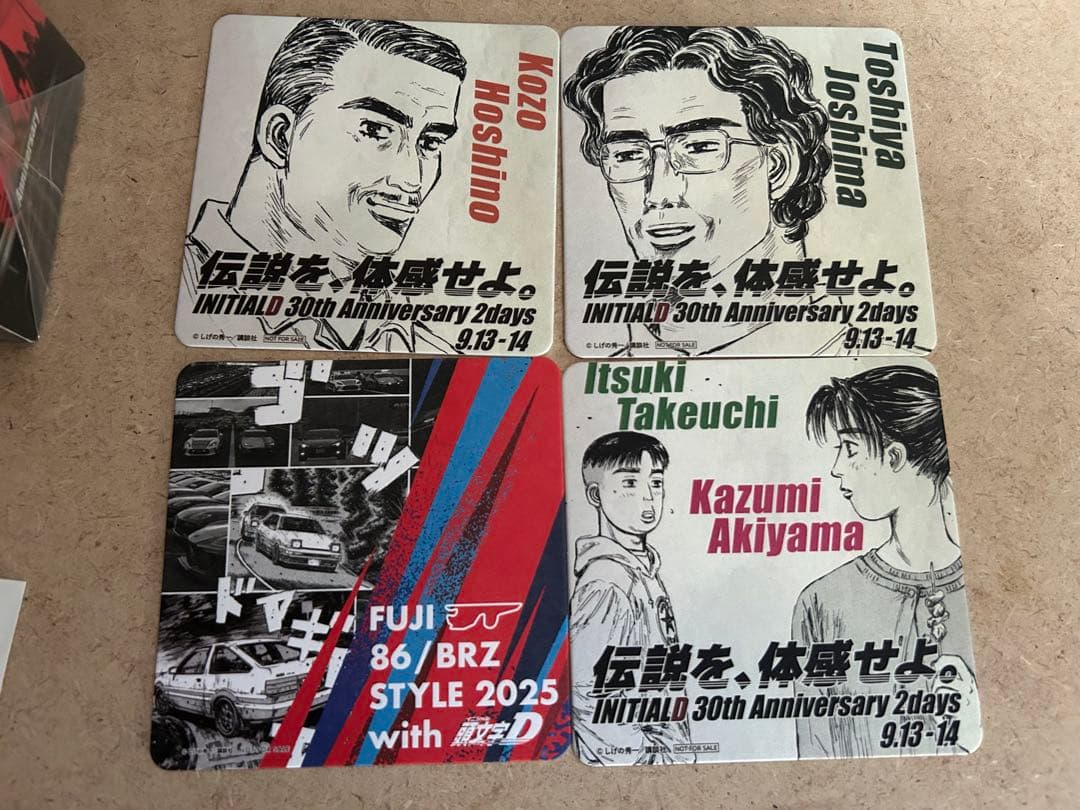 Kozo
Hoshino
伝説を、体感せよ。
INITIALD 30th Anniversary 2days
9.13-14
©しげの秀一/講談社 NOT FOR SALE
Toshiya
Joshima
伝説を、体感せよ。
INITIALD 30th Anniversary 2days
9.13-14
©しげの秀一/講談社 NOT FOR SALE
ゴ
ドア
FUJI
86/BRZ
STYLE 2025
with 頭文字D
Itsuki
Takeuchi
Kazumi
Akiyama
伝説を、体感せよ。
INITIALD 30th Anniversary 2days
9.13-14
©しげの秀一/講談社 NOT FOR SALE
Anniversary